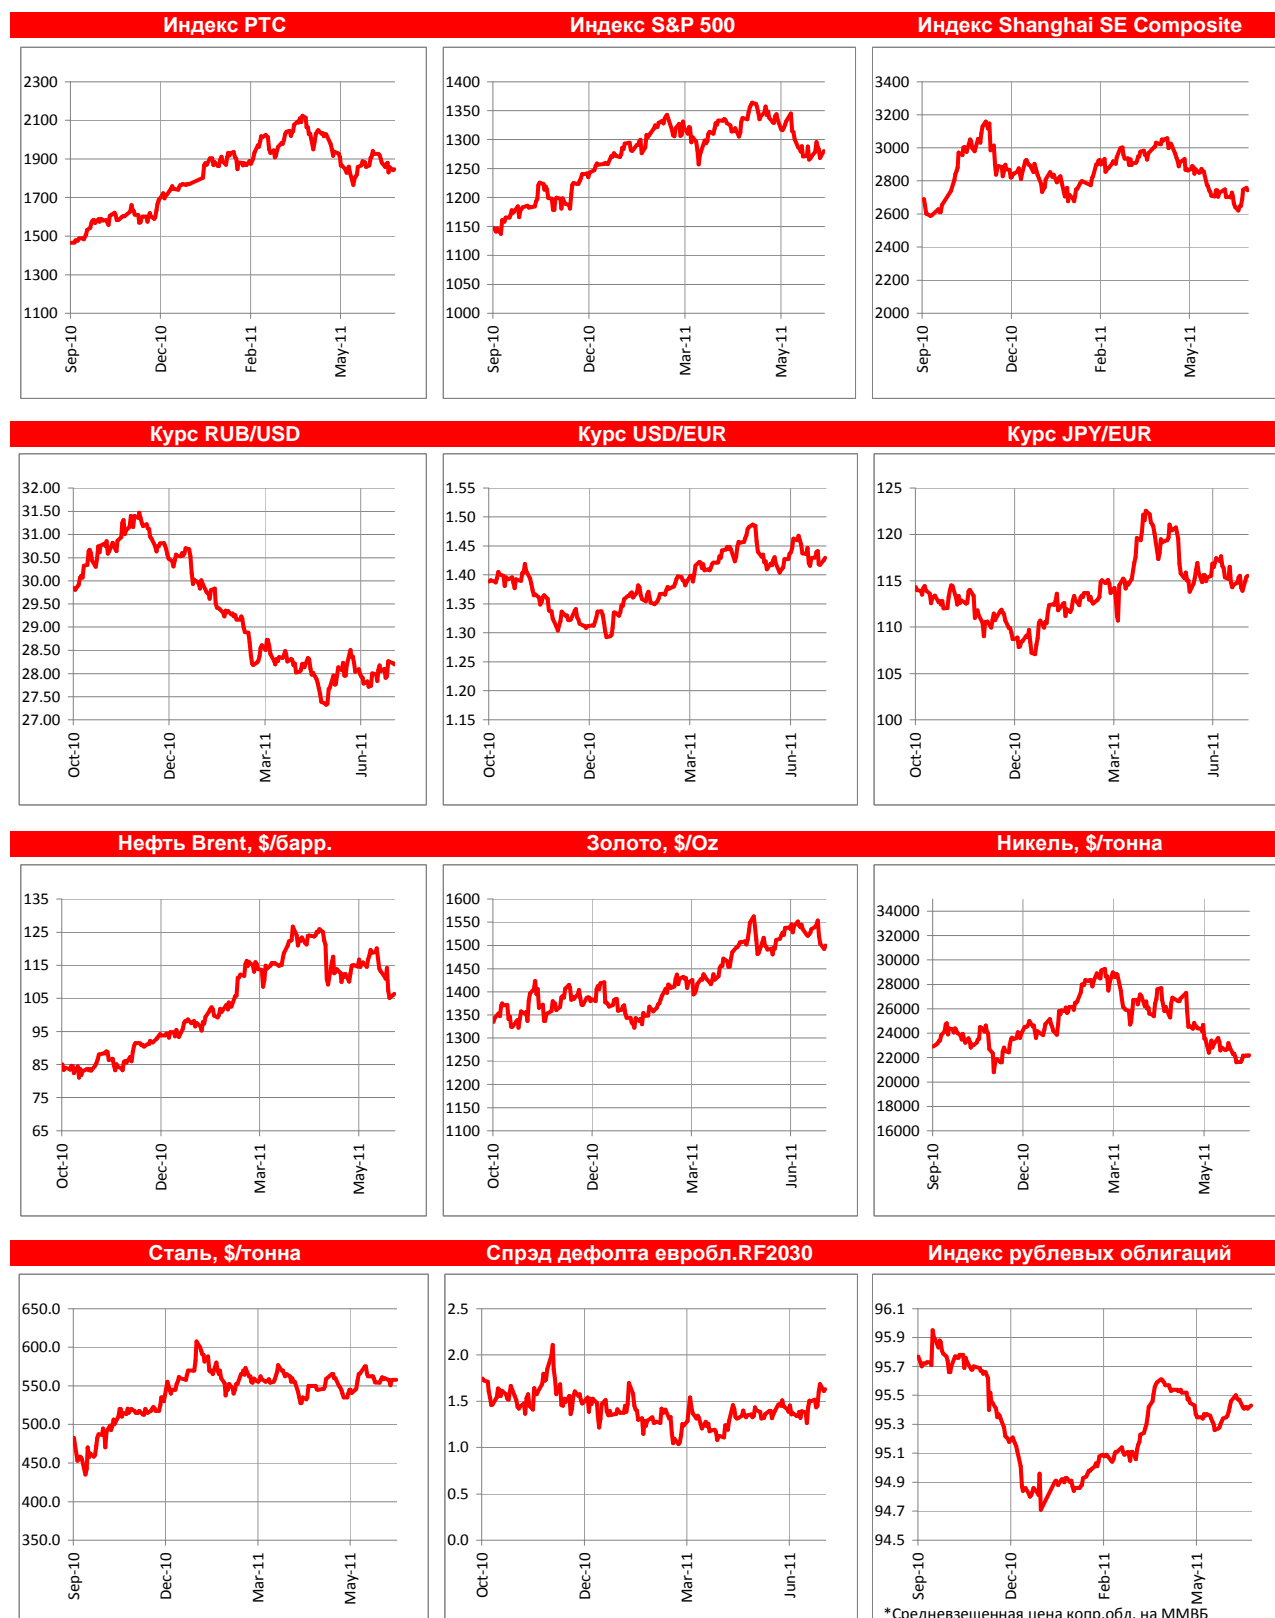 Индекс РТС
Индекс S&P 500
Индекс Shanghai SE Composite
2300
2100
1900
1700
1500
1300
1100
Sep-10
Dec-10
Feb-11
May-11
1400
1350
1300
1250
1200
1150
1100
1050
1000
Sep-10
Dec-10
Mar-11
May-11
3400
3200
3000
2800
2600
2400
2200
2000
Sep-10
Dec-10
Feb-11
May-11
Курс RUB/USD
Курс USD/EUR
Курс JPY/EUR
32.00
31.50
31.00
30.50
30.00
29.50
29.00
28.50
28.00
27.50
27.00
Oct-10
Dec-10
Mar-11
Jun-11
1.55
1.50
1.45
1.40
1.35
1.30
1.25
1.20
1.15
Oct-10
Dec-10
Mar-11
Jun-11
125
120
115
110
105
100
Oct-10
Dec-10
Mar-11
Jun-11
Нефть Brent, $/барр.
Золото, $/Oz
Никель, $/тонна
135
125
115
105
95
85
75
65
Oct-10
Dec-10
Mar-11
May-11
1600
1550
1500
1450
1400
1350
1300
1250
1200
1150
1100
Oct-10
Dec-10
Mar-11
Jun-11
34000
32000
30000
28000
26000
24000
22000
20000
18000
16000
Sep-10
Dec-10
Mar-11
May-11
Сталь, $/тонна
Спрэд дефолта евробл.RF2030
Индекс рублевых облигаций
650.0
600.0
550.0
500.0
450.0
400.0
350.0
Sep-10
Dec-10
Mar-11
May-11
2.5
2.0
1.5
1.0
0.5
0.0
Oct-10
Dec-10
Mar-11
Jun-11
96.1
95.9
95.7
95.5
95.3
95.1
94.9
94.7
94.5
Sep-10
Dec-10
Feb-11
May-11
*Средневзвешенная цена корп.обл. на ММВБ